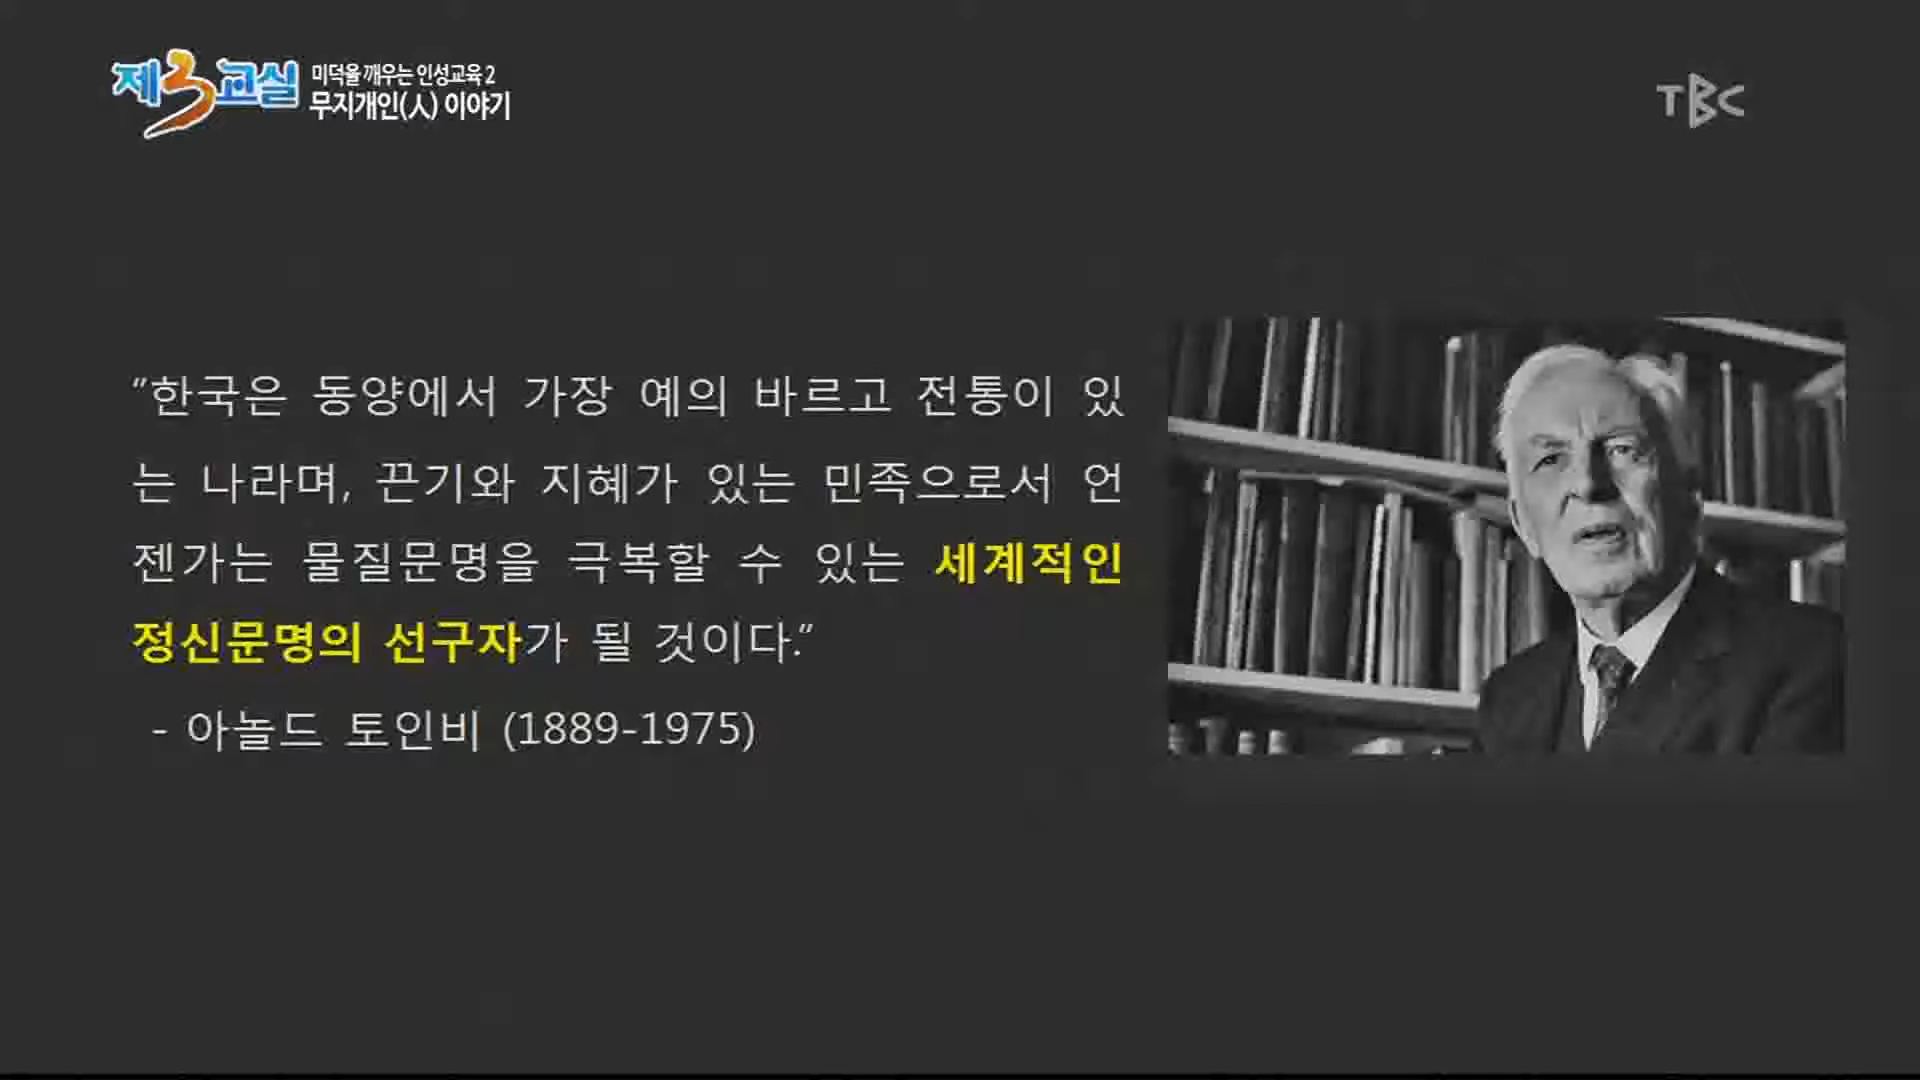 제3교실
미덕을 깨우는 인성교육 2
무지개인(人) 이야기
TBC
“한국은 동양에서 가장 예의 바르고 전통이 있
는 나라며, 끈기와 지혜가 있는 민족으로서 언
젠가는 물질문명을 극복할 수 있는 세계적인
정신문명의 선구자가 될 것이다.”
- 아놀드 토인비 (1889-1975)